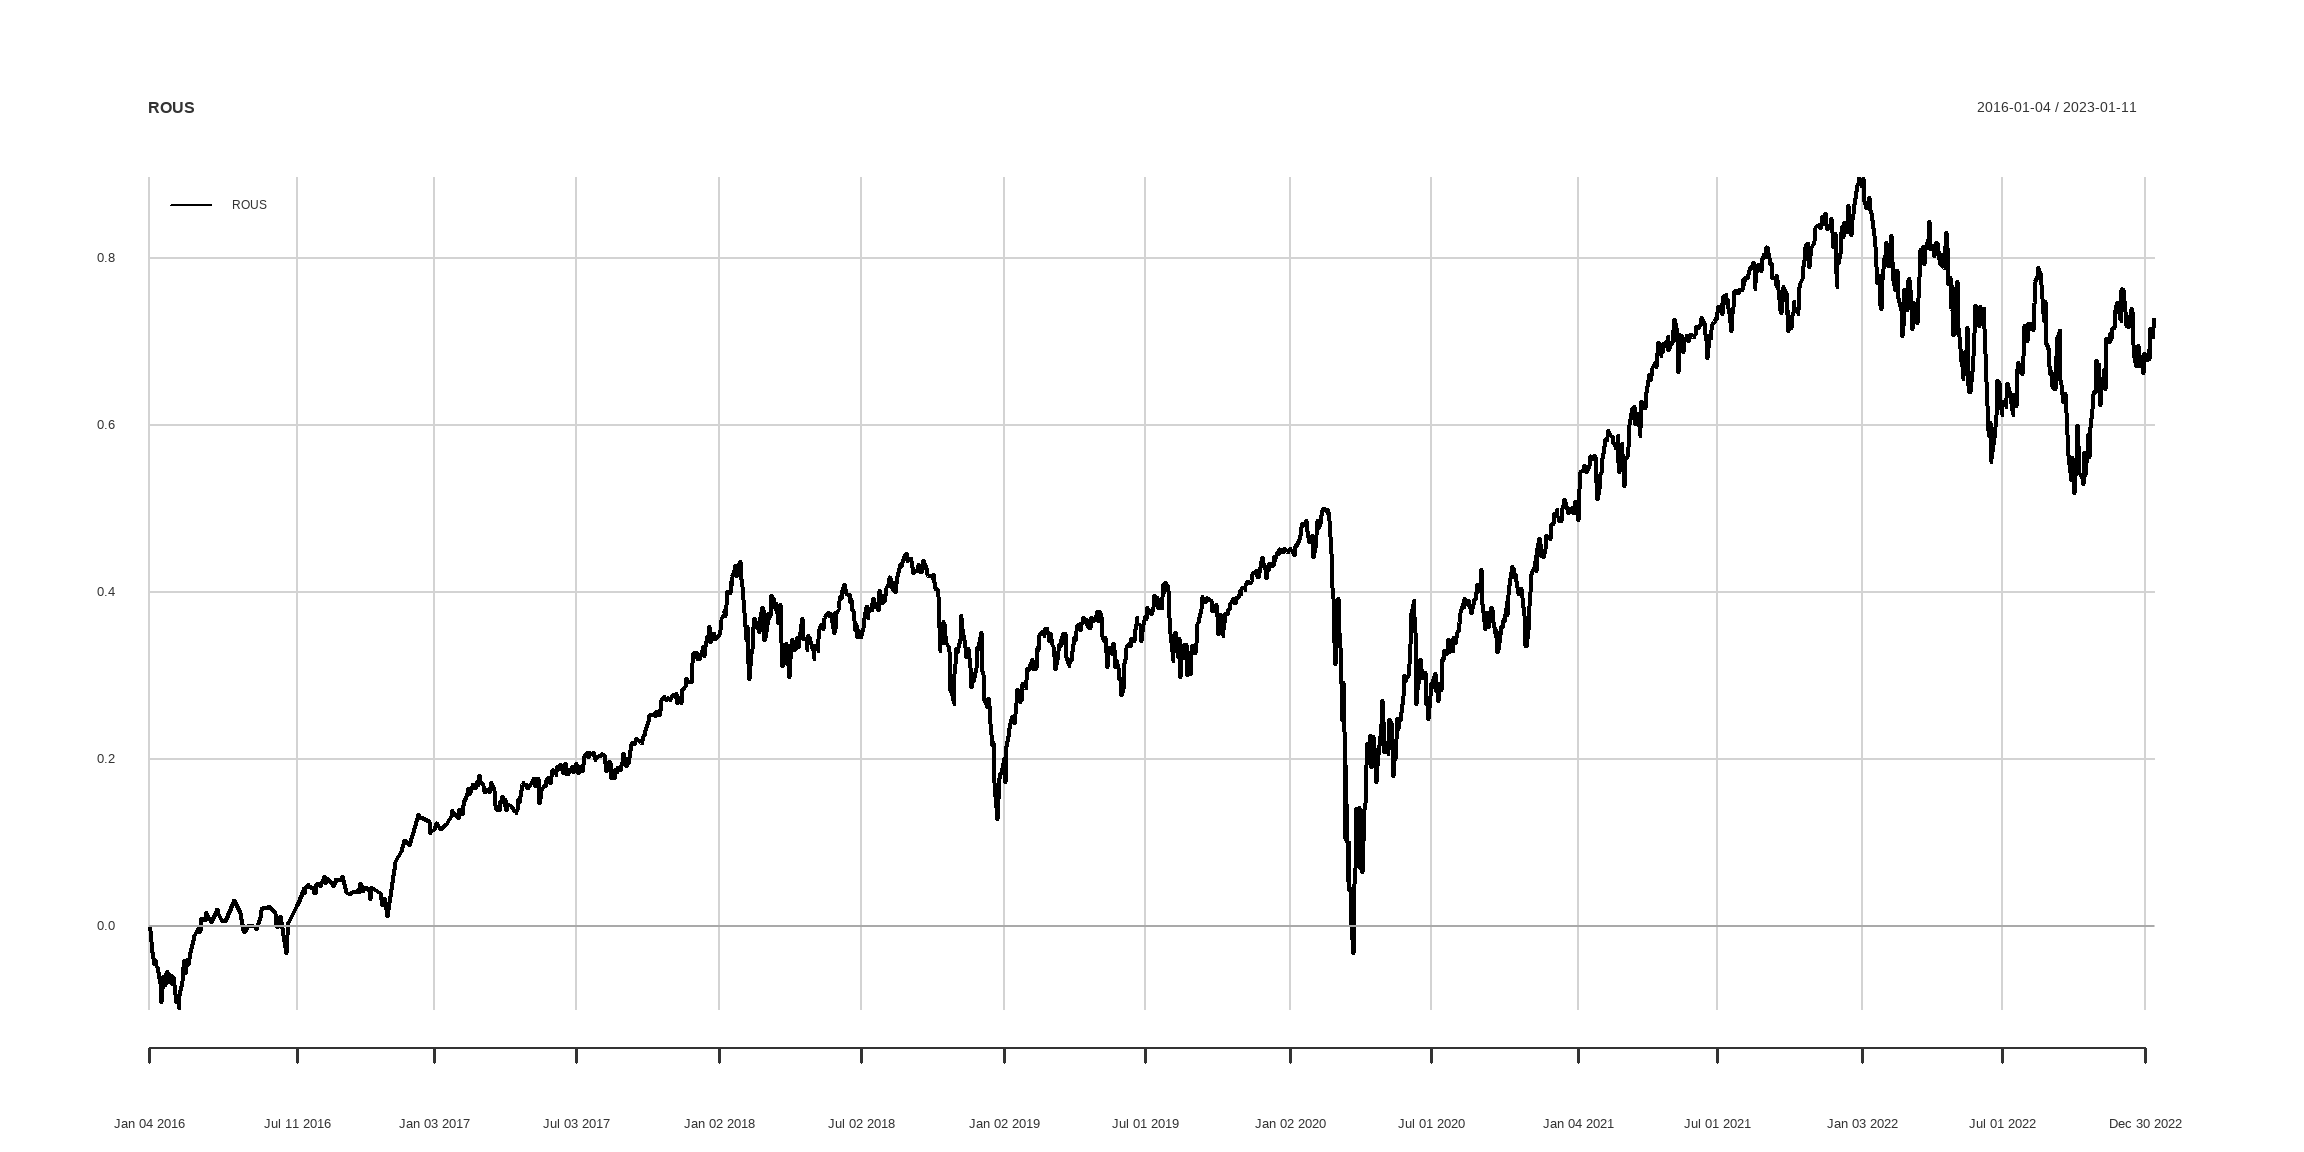 ROUS
2016-01-04 / 2023-01-11
ROUS
0.8
0.6
0.4
0.2
0.0
Jan 04 2016
Jul 11 2016
Jan 03 2017
Jul 03 2017
Jan 02 2018
Jul 02 2018
Jan 02 2019
Jul 01 2019
Jan 02 2020
Jul 01 2020
Jan 04 2021
Jul 01 2021
Jan 03 2022
Jul 01 2022
Dec 30 2022